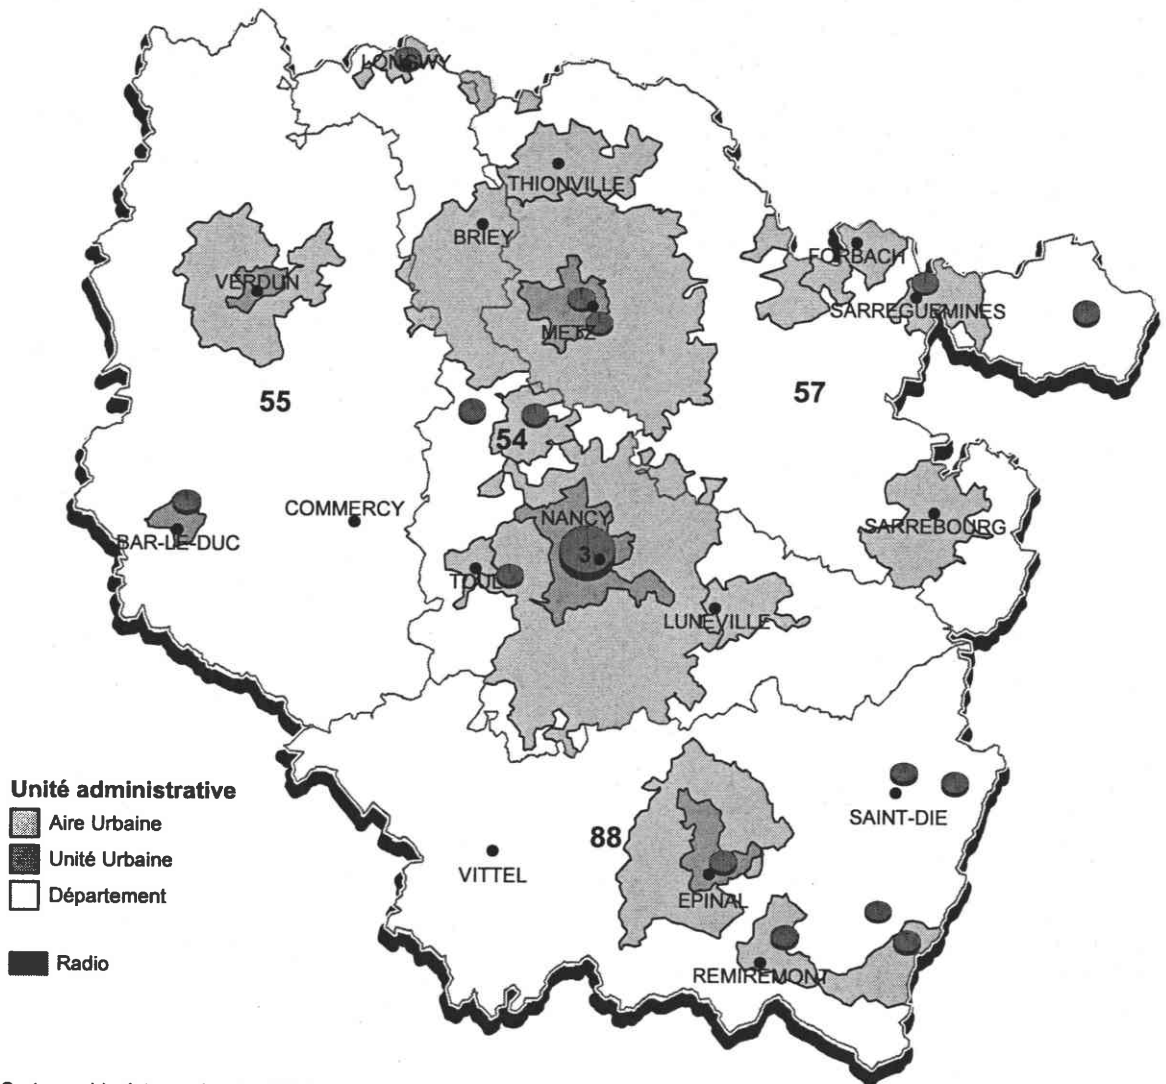 LONGWY
THIONVILLE
BRIEY
VERDUN
FORBACH
SARREGUEMINES
METZ
55
57
54
COMMERCY
NANCY
BAR-LE-DUC
SARREBOURG
3
TOUL
LUNEVILLE
Unité administrative
Aire Urbaine
Unité Urbaine
Département
Radio
SAINT-DIE
88
VITTEL
EPINAL
REMIREMONT